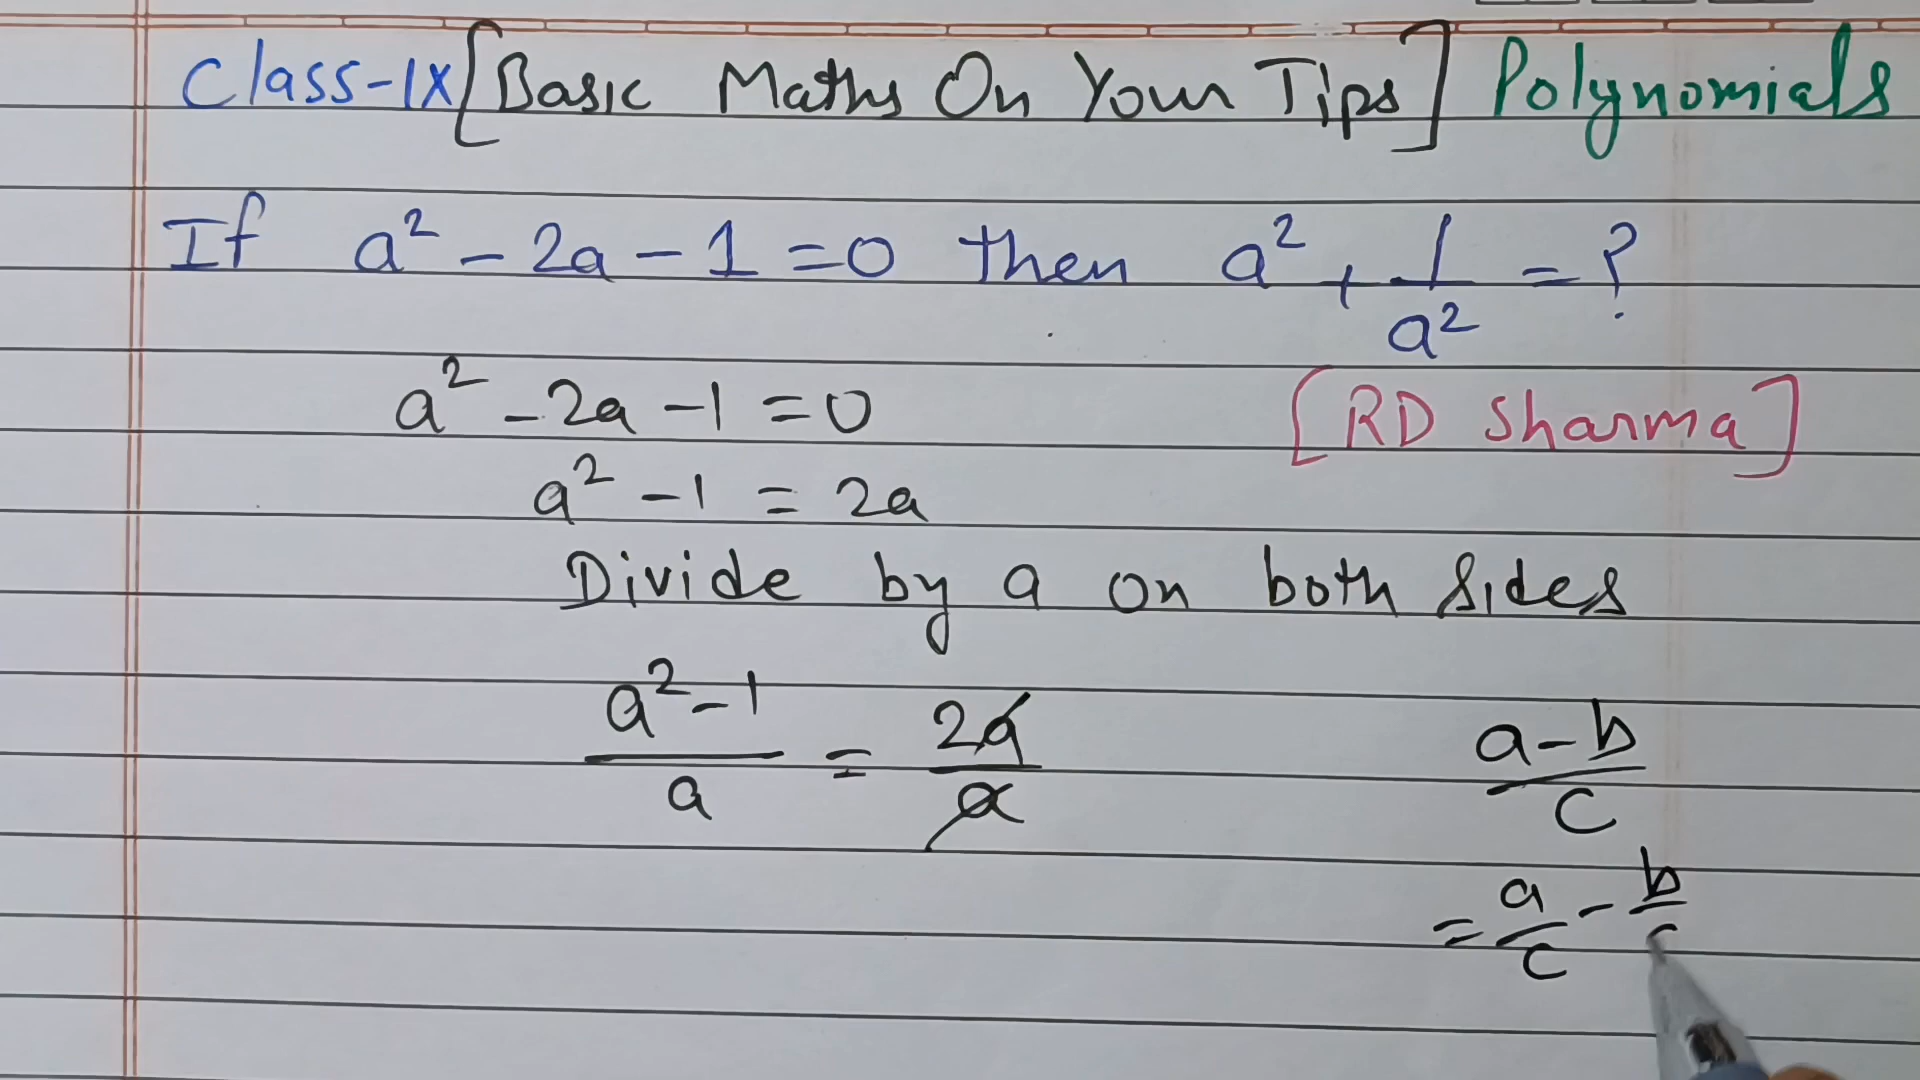 Class-IX [Basic Maths On Your Tips] Polynomials
If a² - 2a - 1 = 0 then a² + 1/a² = ?
a² - 2a - 1 = 0
[RD Sharma]
a² - 1 = 2a
Divide by a on both sides
(a² - 1)/a = 2a/a
(a - b)/c
= a/c - b/c